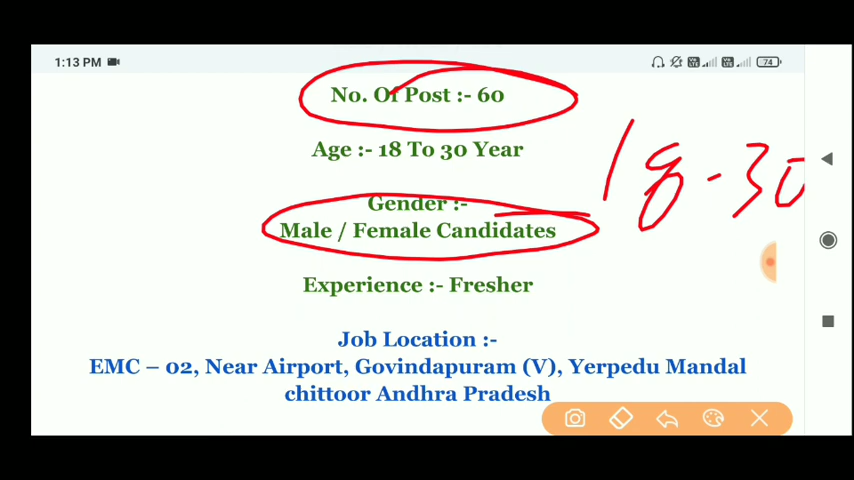 1:13 PM
74
No. Of Post :- 60
Age :- 18 To 30 Year
18-30
Gender :-
Male / Female Candidates
Experience :- Fresher
Job Location :-
EMC – 02, Near Airport, Govindapuram (V), Yerpedu Mandal
chittoor Andhra Pradesh